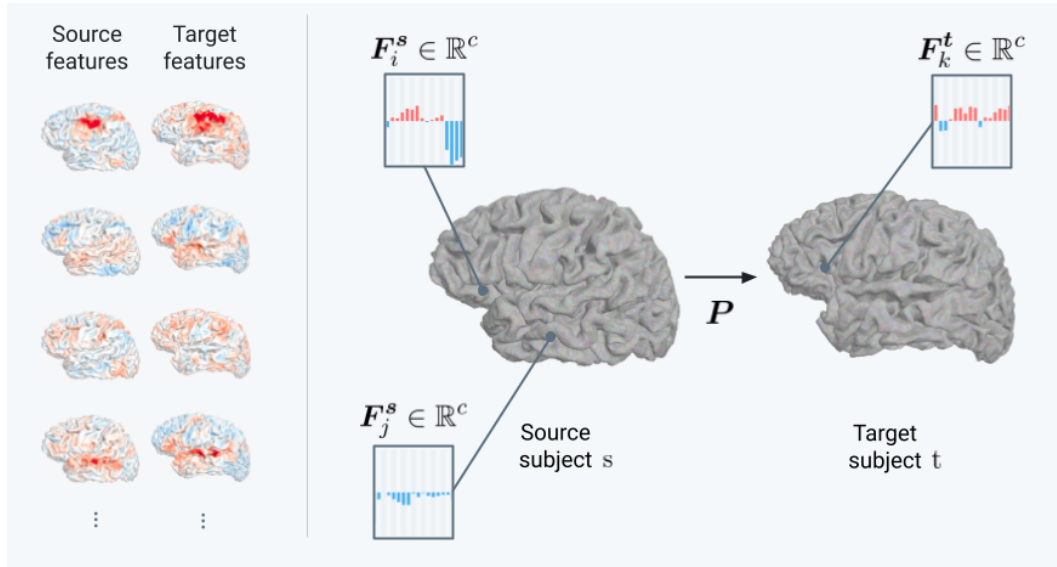 Source
features
Target
features
⋮
⋮
F_i^s ∈ ℝ^c
F_k^t ∈ ℝ^c
P
F_j^s ∈ ℝ^c
Source
subject s
Target
subject t